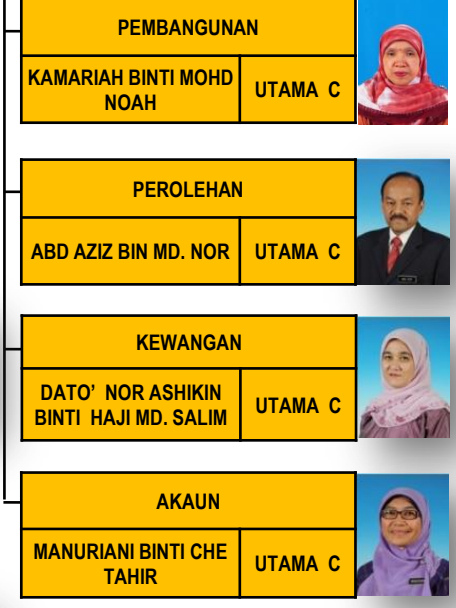 PEMBANGUNAN
KAMARIAH BINTI MOHD
NOAH
UTAMA C
PEROLEHAN
ABD AZIZ BIN MD. NOR
UTAMA C
KEWANGAN
DATO’ NOR ASHIKIN
BINTI HAJI MD. SALIM
UTAMA C
AKAUN
MANURIANI BINTI CHE
TAHIR
UTAMA C